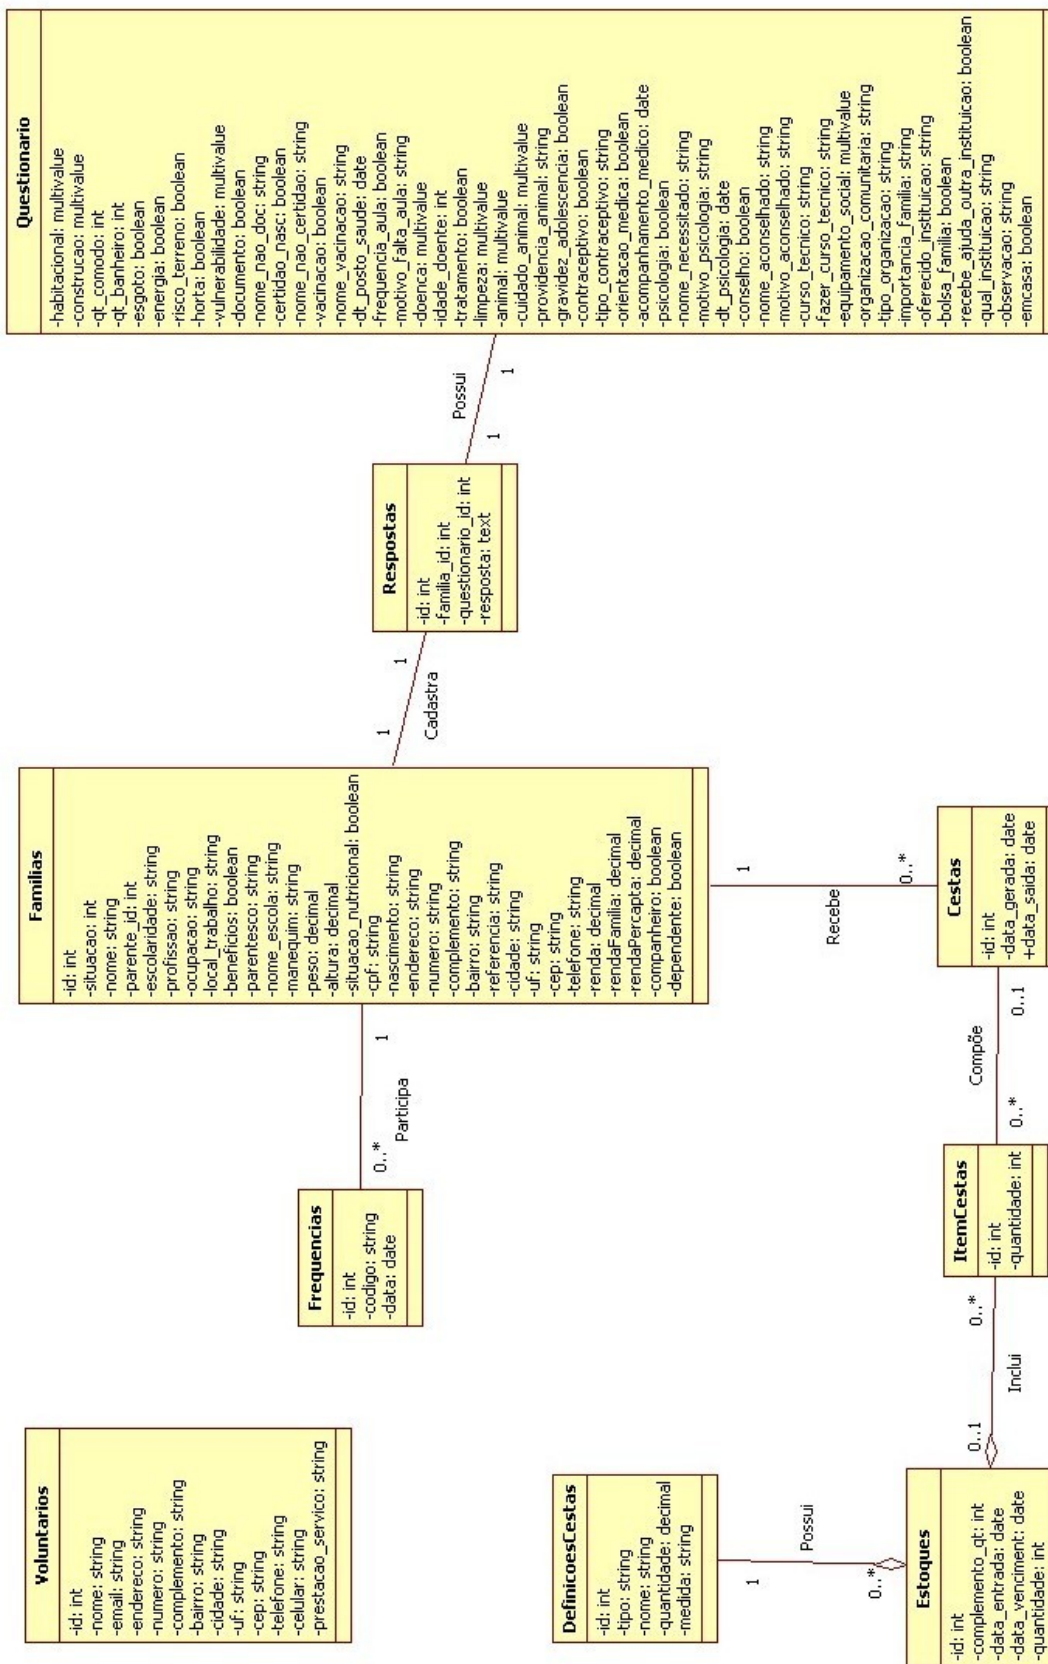 Voluntarios
-id: int
-nome: string
-email: string
-endereco: string
-numero: string
-complemento: string
-bairro: string
-cidade: string
-uf: string
-cep: string
-telefone: string
-celular: string
-prestacao_servico: string
Frequencias
-id: int
-codigo: string
-data: date
0..*
Participa
1
Familias
-id: int
-situacao: int
-nome: string
-parente_id: int
-escolaridade: string
-profissao: string
-ocupacao: string
-local_trabalho: string
-beneficios: boolean
-parentesco: string
-nome_escola: string
-manequim: string
-peso: decimal
-altura: decimal
-situacao_nutricional: boolean
-cpf: string
-nascimento: string
-endereco: string
-numero: string
-complemento: string
-bairro: string
-referencia: string
-cidade: string
-uf: string
-cep: string
-telefone: string
-renda: decimal
-rendaFamilia: decimal
-rendaPercapta: decimal
-companheiro: boolean
-dependente: boolean
1
Cadastra
1
Respostas
-id: int
-familia_id: int
-questionario_id: int
-resposta: text
1
Possui
1
Questionario
-habitacional: multivalue
-construcao: multivalue
-qt_comodo: int
-qt_banheiro: int
-esgoto: boolean
-energia: boolean
-risco_terreno: boolean
-horta: boolean
-vulnerabilidade: multivalue
-documento: boolean
-nome_nao_doc: string
-certidao_nasc: boolean
-nome_nao_certidao: string
-vacinacao: boolean
-nome_vacinacao: string
-dt_posto_saude: date
-frequencia_aula: boolean
-motivo_falta_aula: string
-doenca: multivalue
-idade_doente: int
-tratamento: boolean
-limpeza: multivalue
-animal: multivalue
-cuidado_animal: multivalue
-providencia_animal: string
-gravidez_adolescencia: boolean
-contraceptivo: boolean
-tipo_contraceptivo: string
-orientacao_medica: boolean
-acompanhamento_medico: date
-psicologia: boolean
-nome_necessitado: string
-motivo_psicologia: string
-dt_psicologia: date
-conselho: boolean
-nome_aconselhado: string
-motivo_aconselhado: string
-curso_tecnico: string
-fazer_curso_tecnico: string
-equipamento_social: multivalue
-organizacao_comunitaria: string
-tipo_organizacao: string
-importancia_familia: string
-oferecido_instituicao: string
-bolsa_familia: boolean
-recebe_ajuda_outra_instituicao: boolean
-qual_instituicao: string
-observacao: string
-emcasa: boolean
DefinicoesCestas
-id: int
-tipo: string
-nome: string
-quantidade: decimal
-medida: string
1
Possui
0..*
Estoques
-id: int
-complemento_qt: int
-data_entrada: date
-data_venciment: date
-quantidade: int
0..1
Inclui
0..*
ItemCestas
-id: int
-quantidade: int
0..*
Compõe
0..1
Cestas
-id: int
-data_gerada: date
+data_saida: date
1
Recebe
0..*